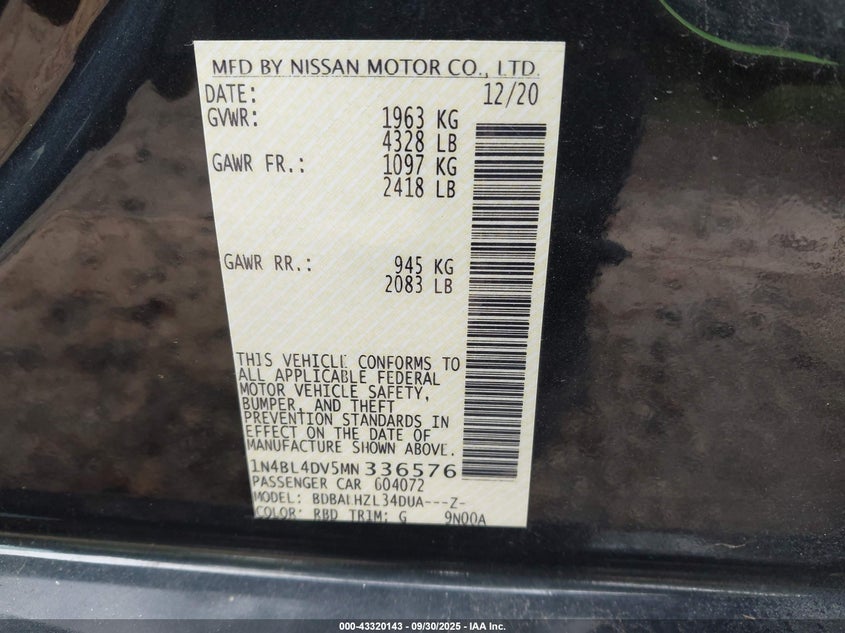 MFD BY NISSAN MOTOR CO., LTD.
DATE: 12/20
GVWR: 1963 KG
4328 LB
GAWR FR.: 1097 KG
2418 LB
GAWR RR.: 945 KG
2083 LB
THIS VEHICLE CONFORMS TO
ALL APPLICABLE FEDERAL
MOTOR VEHICLE SAFETY,
BUMPER, AND THEFT
PREVENTION STANDARDS IN
EFFECT ON THE DATE OF
MANUFACTURE SHOWN ABOVE.
1N4BL4DV5MN336576
PASSENGER CAR 604072
MODEL: BDBALHZL34DUA---Z-
COLOR: RBD TRIM: G 9N00A
000-43320143 - 09/30/2025 - IAA Inc.